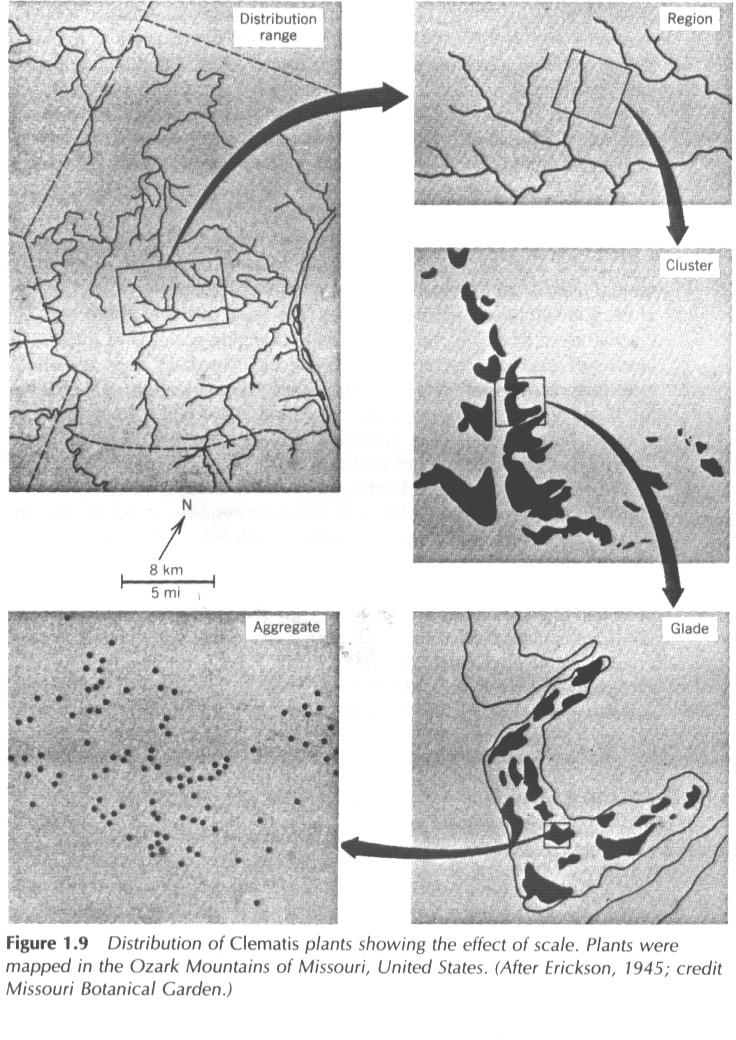 Distribution
range
Region
Cluster
N
8 km
5 mi
Aggregate
Glade
Figure 1.9 Distribution of Clematis plants showing the effect of scale. Plants were
mapped in the Ozark Mountains of Missouri, United States. (After Erickson, 1945; credit
Missouri Botanical Garden.)